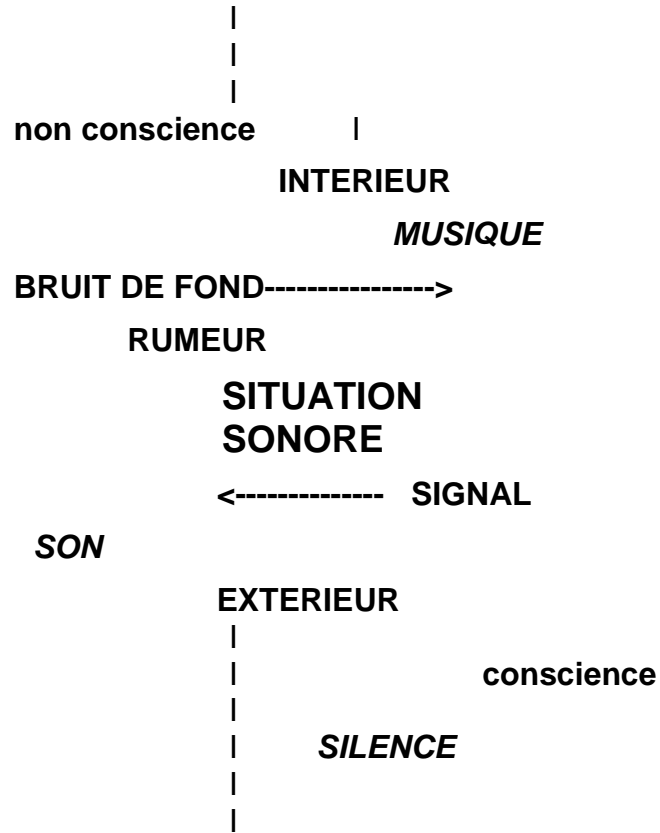 |
|
|
non conscience |
INTERIEUR
MUSIQUE
BRUIT DE FOND---------------->
RUMEUR
SITUATION
SONORE
<-------------- SIGNAL
SON
EXTERIEUR
|
| conscience
|
| SILENCE
|
|